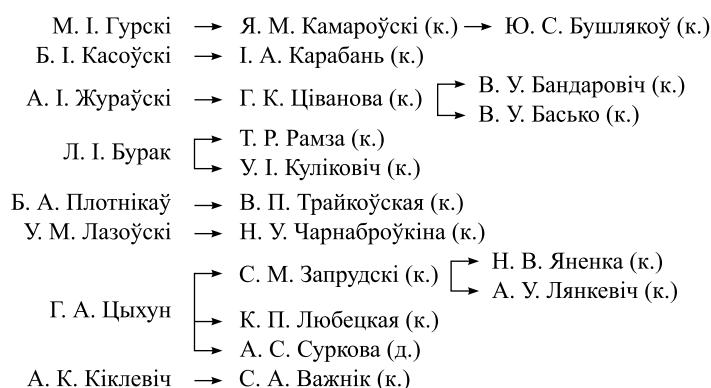 М. І. Гурскі → Я. М. Камароўскі (к.) → Ю. С. Бушлякоў (к.)
Б. І. Касоўскі → І. А. Карабань (к.)
А. І. Жураўскі → Г. К. Ціванова (к.) → В. У. Бандаровіч (к.)
→ В. У. Басько (к.)
Л. І. Бурак → Т. Р. Рамза (к.)
→ У. І. Куліковіч (к.)
Б. А. Плотнікаў → В. П. Трайкоўская (к.)
У. М. Лазоўскі → Н. У. Чарнаброўкіна (к.)
Г. А. Цыхун → С. М. Запрудскі (к.) → Н. В. Яненка (к.)
→ А. У. Лянкевіч (к.)
→ К. П. Любецкая (к.)
→ А. С. Суркова (д.)
А. К. Кіклевіч → С. А. Важнік (к.)